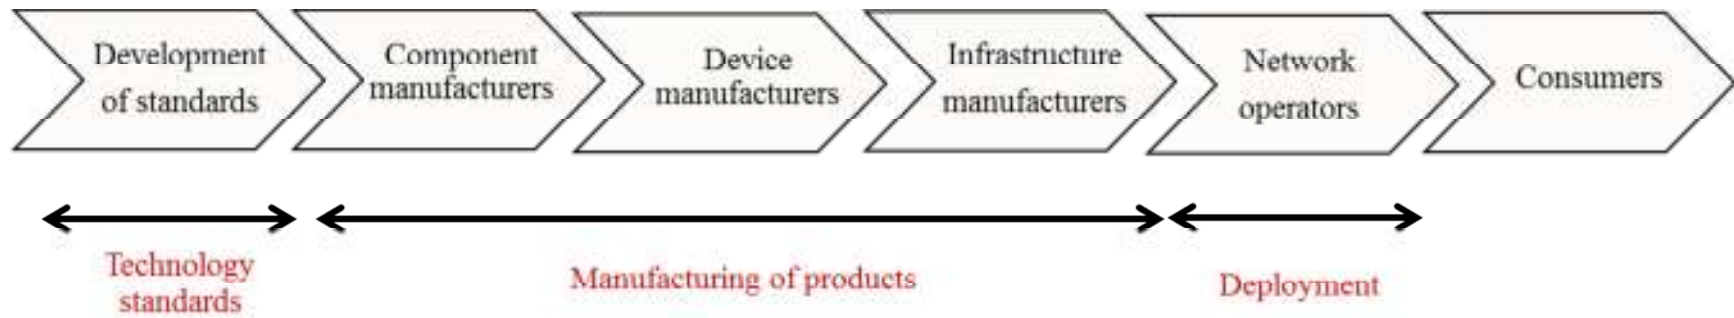 Development
of standards
Component
manufacturers
Device
manufacturers
Infrastructure
manufacturers
Network
operators
Consumers
Technology
standards
Manufacturing of products
Deployment